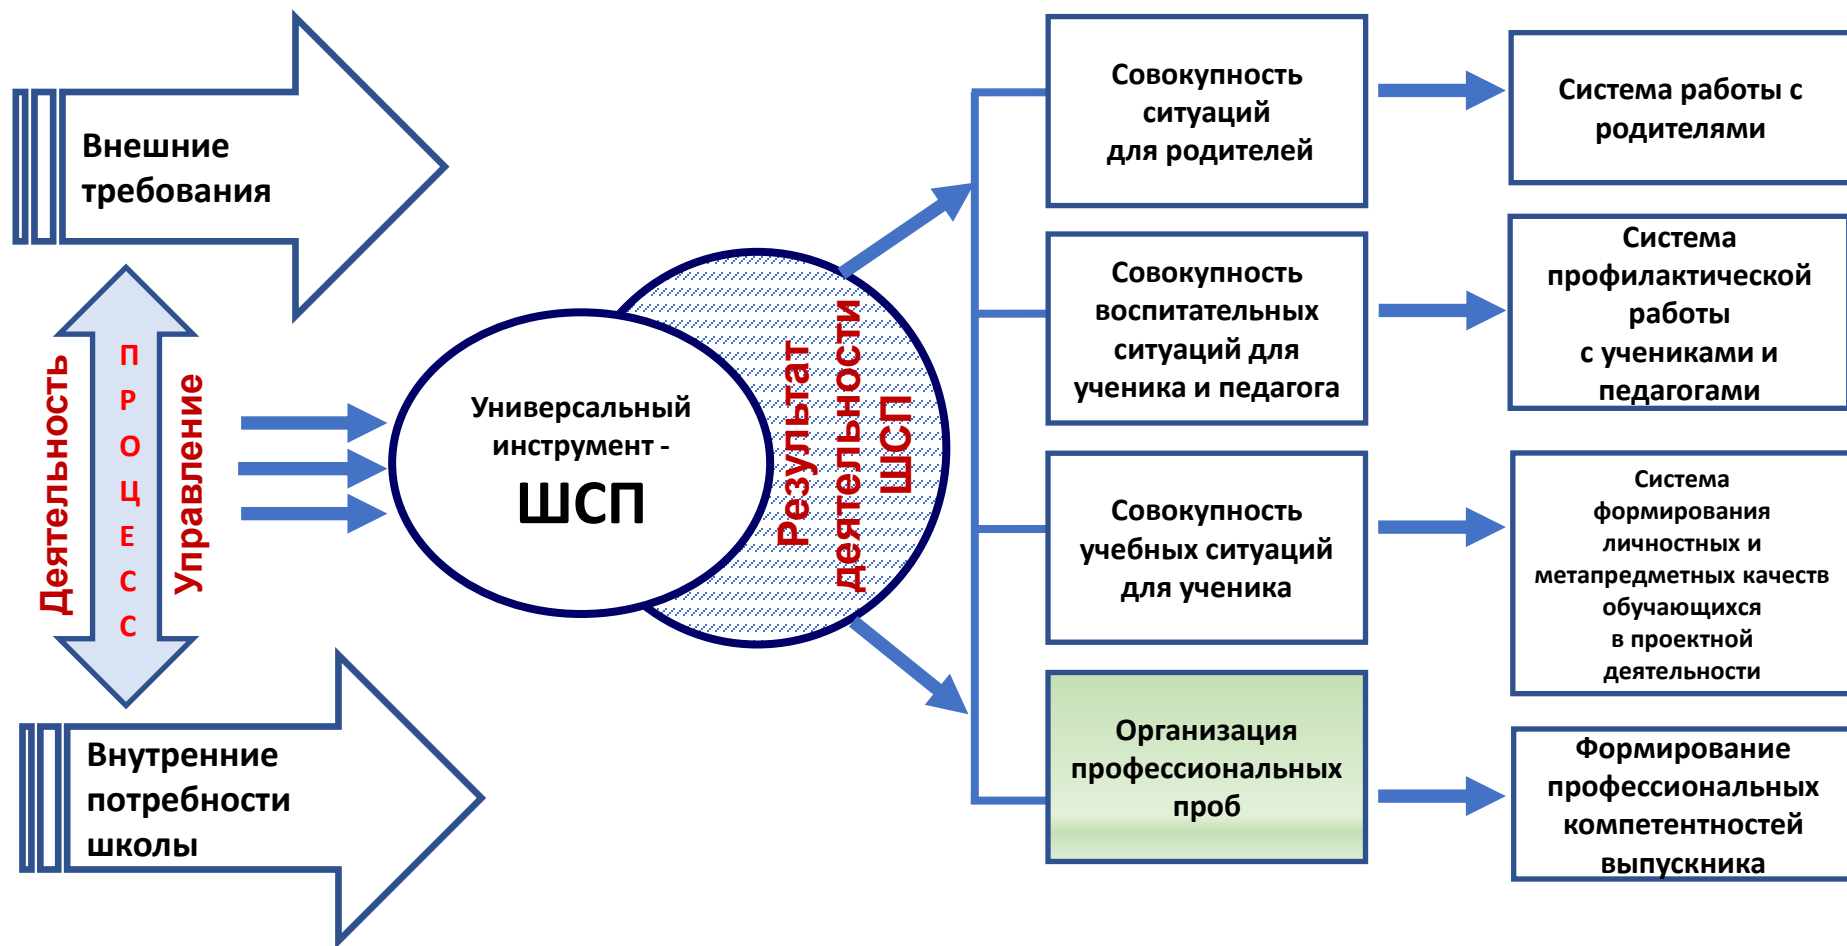 Внешние
требования
Деятельность
ПРОЦЕСС
Управление
Внутренние
потребности
школы
Универсальный
инструмент -
ШСП
Результат
деятельности
ШСП
Совокупность
ситуаций
для родителей
Система работы с
родителями
Совокупность
воспитательных
ситуаций для
ученика и педагога
Система
профилактической
работы
с учениками и
педагогами
Совокупность
учебных ситуаций
для ученика
Система
формирования
личностных и
метапредметных качеств
обучающихся
в проектной
деятельности
Организация
профессиональных
проб
Формирование
профессиональных
компетентностей
выпускника